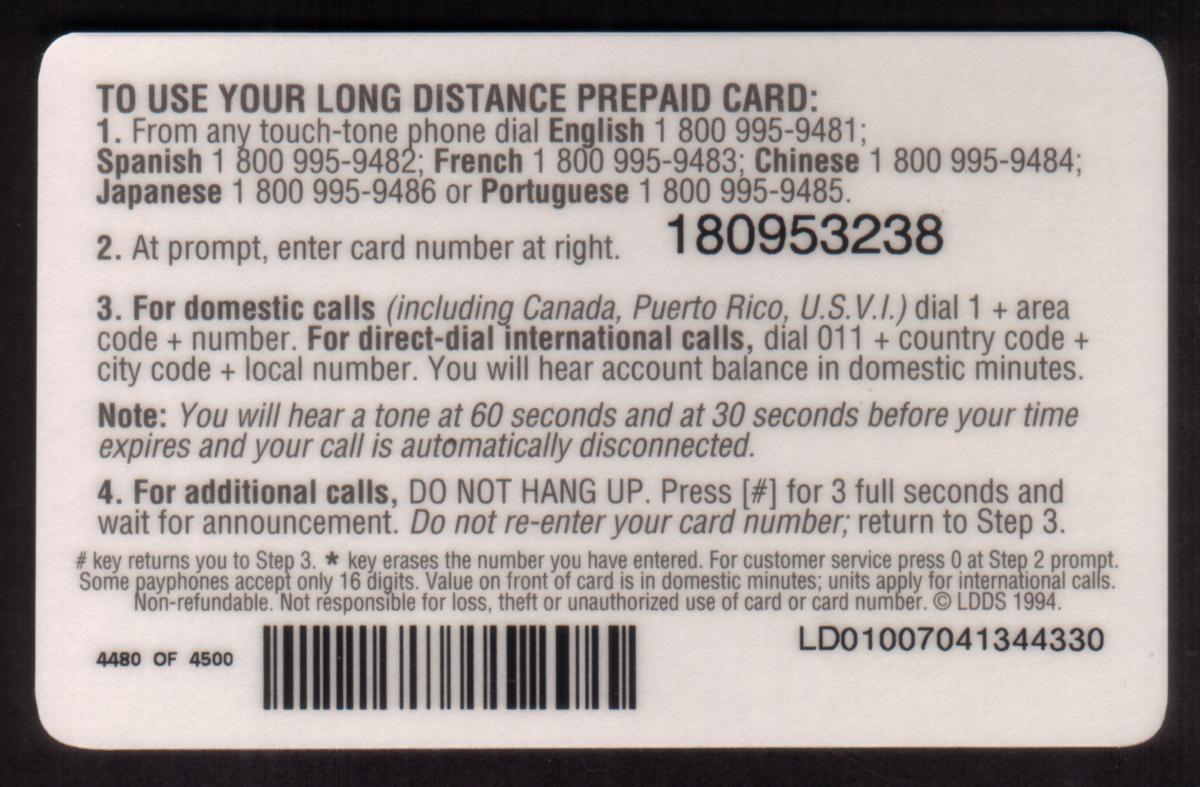 TO USE YOUR LONG DISTANCE PREPAID CARD:
1. From any touch-tone phone dial English 1 800 995-9481;
Spanish 1 800 995-9482; French 1 800 995-9483; Chinese 1 800 995-9484;
Japanese 1 800 995-9486 or Portuguese 1 800 995-9485.
2. At prompt, enter card number at right. 180953238
3. For domestic calls (including Canada, Puerto Rico, U.S.V.I.) dial 1 + area
code + number. For direct-dial international calls, dial 011 + country code +
city code + local number. You will hear account balance in domestic minutes.
Note: You will hear a tone at 60 seconds and at 30 seconds before your time
expires and your call is automatically disconnected.
4. For additional calls, DO NOT HANG UP. Press [#] for 3 full seconds and
wait for announcement. Do not re-enter your card number; return to Step 3.
# key returns you to Step 3. * key erases the number you have entered. For customer service press 0 at Step 2 prompt.
Some payphones accept only 16 digits. Value on front of card is in domestic minutes; units apply for international calls.
Non-refundable. Not responsible for loss, theft or unauthorized use of card or card number. © LDDS 1994.
4480 OF 4500
LD01007041344330